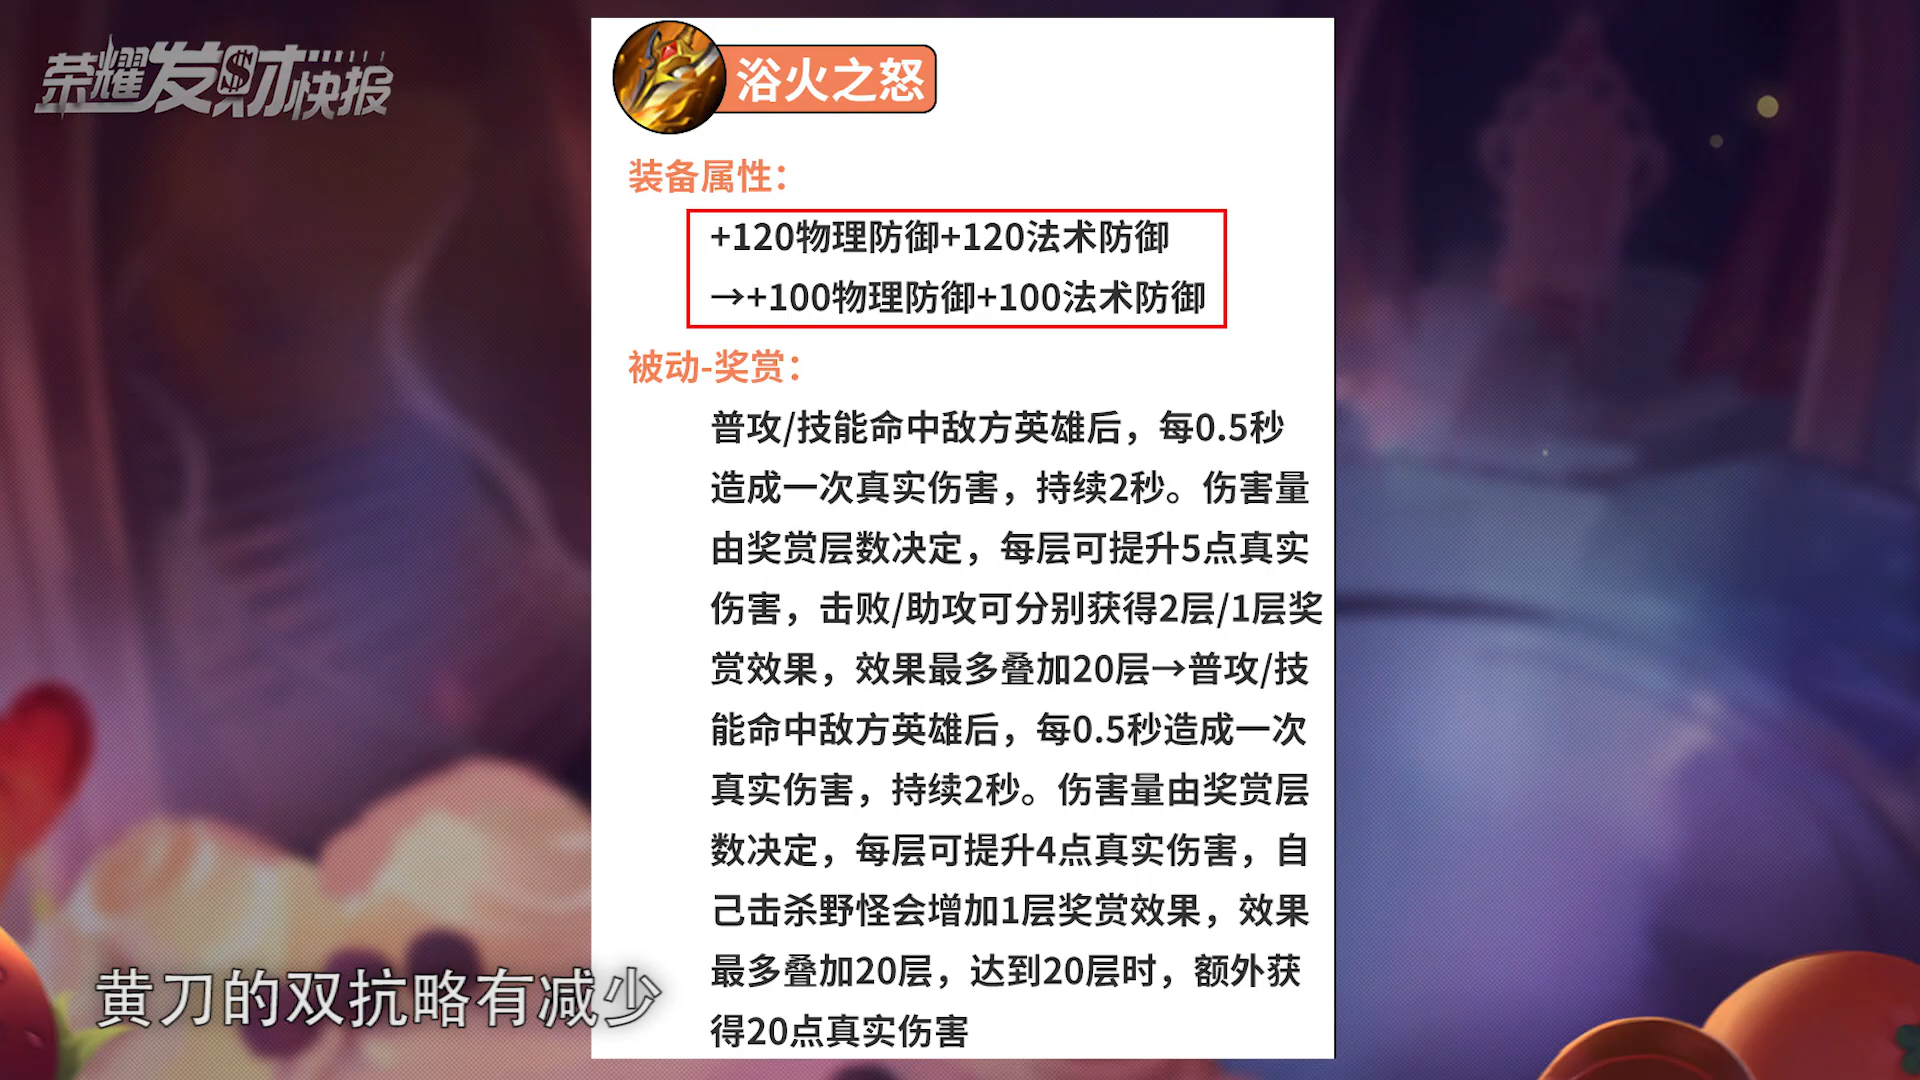 荣耀发财快报
浴火之怒
装备属性:
+120物理防御+120法术防御
→+100物理防御+100法术防御
被动-奖赏:
普攻/技能命中敌方英雄后，每0.5秒
造成一次真实伤害，持续2秒。伤害量
由奖赏层数决定，每层可提升5点真实
伤害，击败/助攻可分别获得2层/1层奖
赏效果，效果最多叠加20层→普攻/技
能命中敌方英雄后，每0.5秒造成一次
真实伤害，持续2秒。伤害量由奖赏层
数决定，每层可提升4点真实伤害，自
己击杀野怪会增加1层奖赏效果，效果
最多叠加20层，达到20层时，额外获
得20点真实伤害
黄刀的双抗略有减少